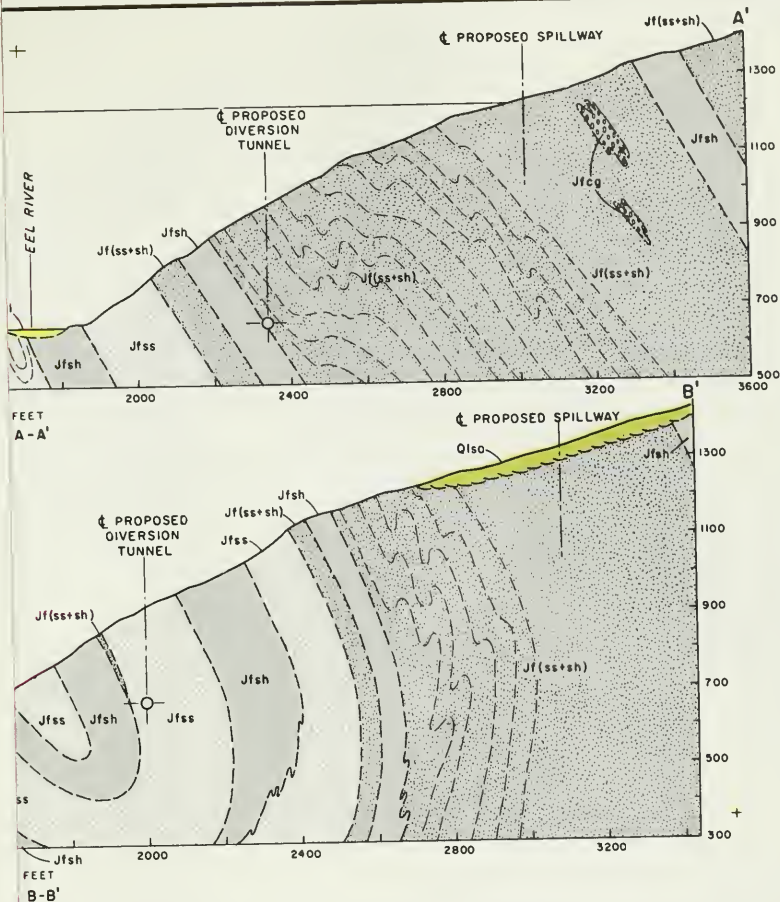 Jf(ss+sh)
A'
℄ PROPOSED SPILLWAY
℄ PROPOSED
DIVERSION
TUNNEL
EEL RIVER
Jf(ss+sh)
Jfsh
Jfcg
Jfsh
Jf(ss+sh)
Jf(ss+sh)
Jfss
Jfsh
1300
1100
900
700
500
2000
2400
2800
3200
3600
FEET
A-A'
B'
℄ PROPOSED SPILLWAY
Qlso
Jfsh
Jfsh
Jf(ss+sh)
℄ PROPOSED
DIVERSION
TUNNEL
Jfss
Jf(ss+sh)
Jfsh
Jf(ss+sh)
Jfss
Jfsh
Jfss
ss
Jfsh
1300
1100
900
700
500
300
2000
2400
2800
3200
FEET
B-B'